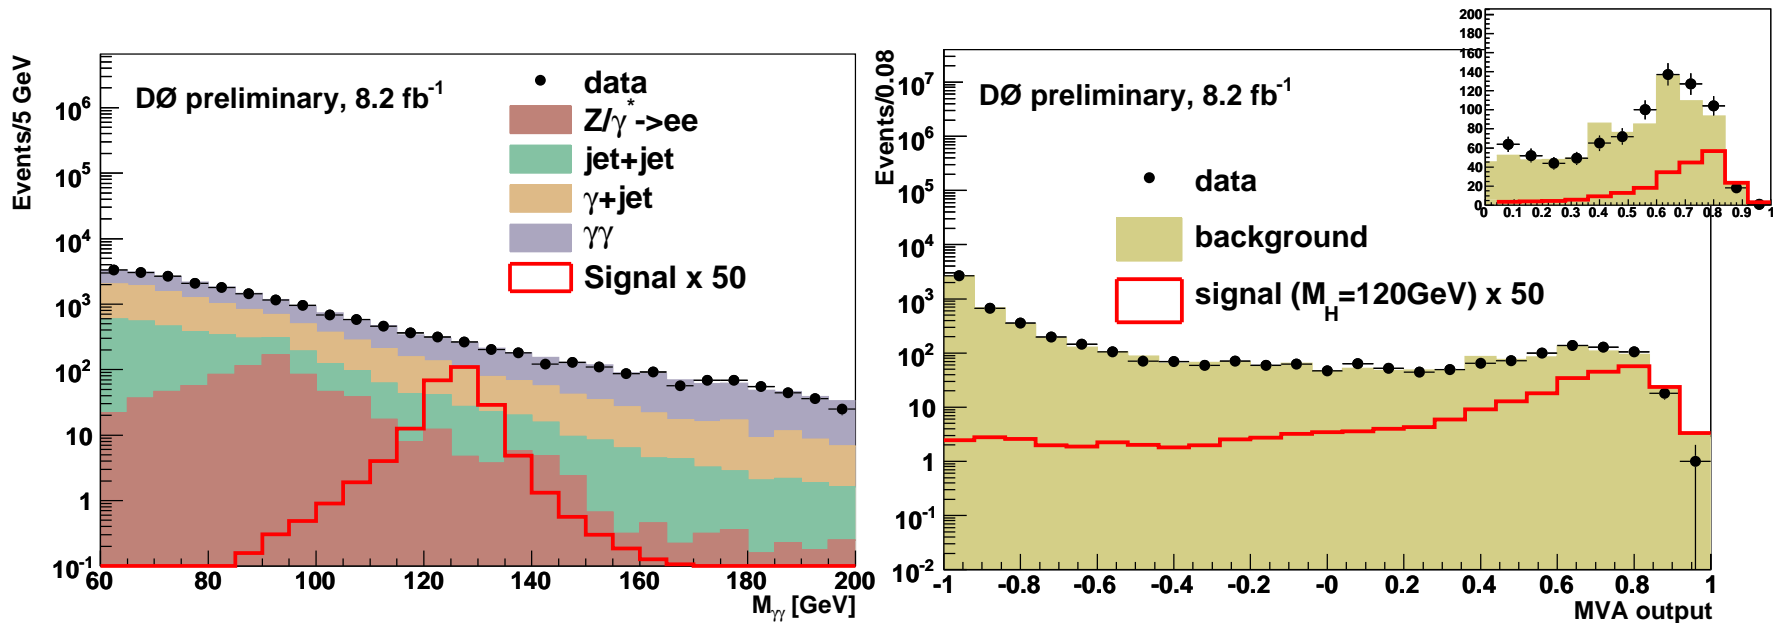 Events/5 GeV
10⁶
10⁵
10⁴
10³
10²
10
1
10⁻¹
DØ preliminary, 8.2 fb⁻¹
data
Z/γ*->ee
jet+jet
γ+jet
γγ
Signal x 50
60 80 100 120 140 160 180 200
M_γγ [GeV]
Events/0.08
10⁷
10⁶
10⁵
10⁴
10³
10²
10
1
10⁻¹
10⁻²
DØ preliminary, 8.2 fb⁻¹
data
background
signal (M_H=120GeV) x 50
-1 -0.8 -0.6 -0.4 -0.2 -0 0.2 0.4 0.6 0.8 1
MVA output
200
180
160
140
120
100
80
60
40
20
0
0 0.1 0.2 0.3 0.4 0.5 0.6 0.7 0.8 0.9 1